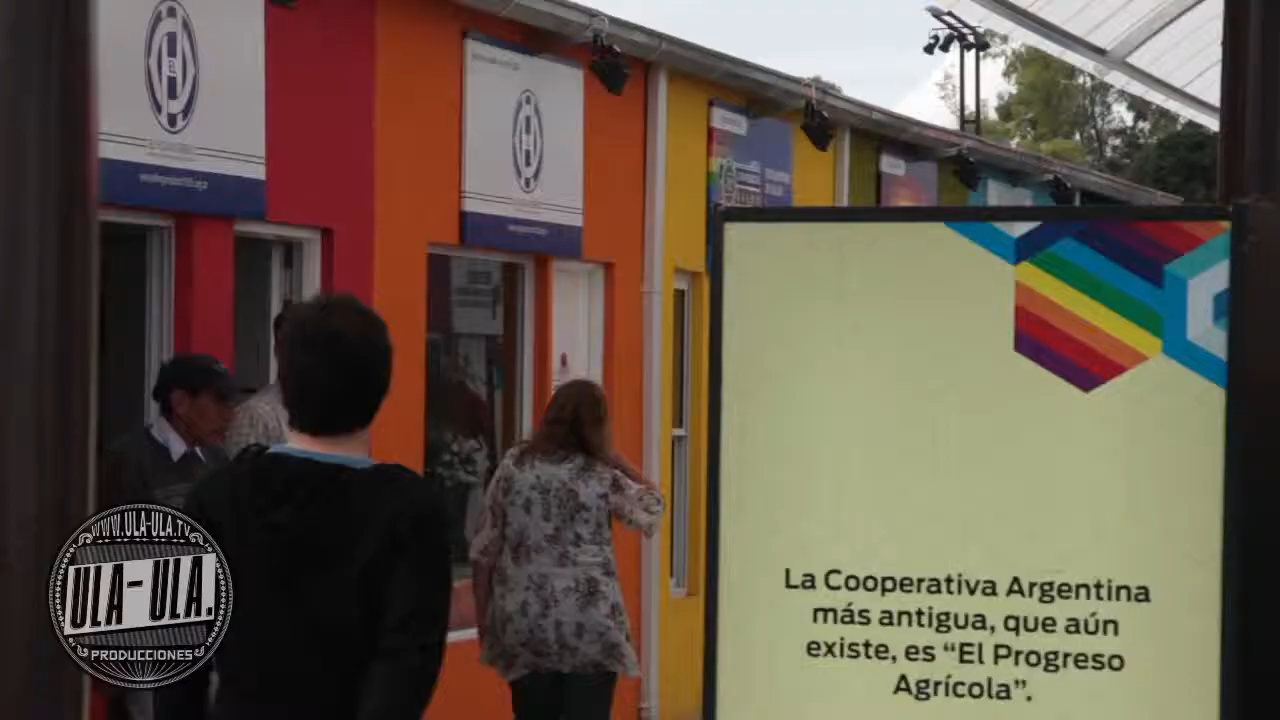 EL
La Cooperativa Argentina
más antigua, que aún
existe, es “El Progreso
Agrícola”.
WWW.ULA-ULA.TV
ULA-ULA.
PRODUCCIONES